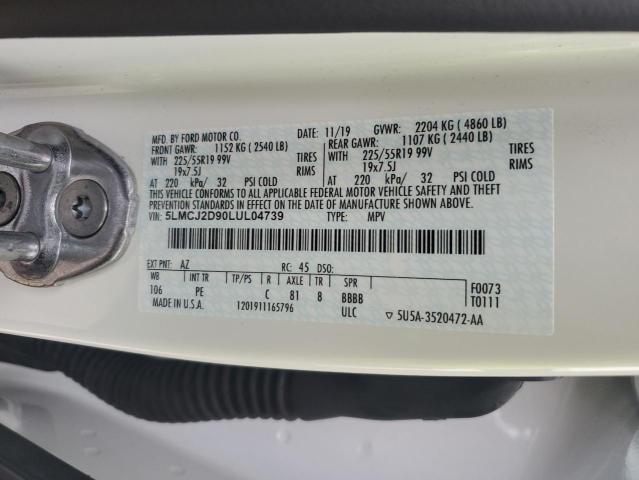 MFD. BY FORD MOTOR CO. 11/19 GVWR: 2204 KG ( 4860 LB)
FRONT GAWR: 1152 KG ( 2540 LB) REAR GAWR: 1107 KG ( 2440 LB)
WITH 225/55R19 99V TIRES WITH 225/55R19 99V TIRES
19x7.5J RIMS 19x7.5J RIMS
AT 220 kPa/ 32 PSI COLD AT 220 kPa/ 32 PSI COLD
THIS VEHICLE CONFORMS TO ALL APPLICABLE FEDERAL MOTOR VEHICLE SAFETY AND THEFT
PREVENTION STANDARDS IN EFFECT ON THE DATE OF MANUFACTURE SHOWN ABOVE.
VIN: 5LMCJ2D90LUL04739 TYPE: MPV
EXT PNT: AZ RC: 45 DSO:
WB INT TR TP/PS R AXLE TR SPR F0073
106 PE C 81 8 BBBB T0111
MADE IN U.S.A. 1201911165796 ULC ▽ 5U5A-3520472-AA